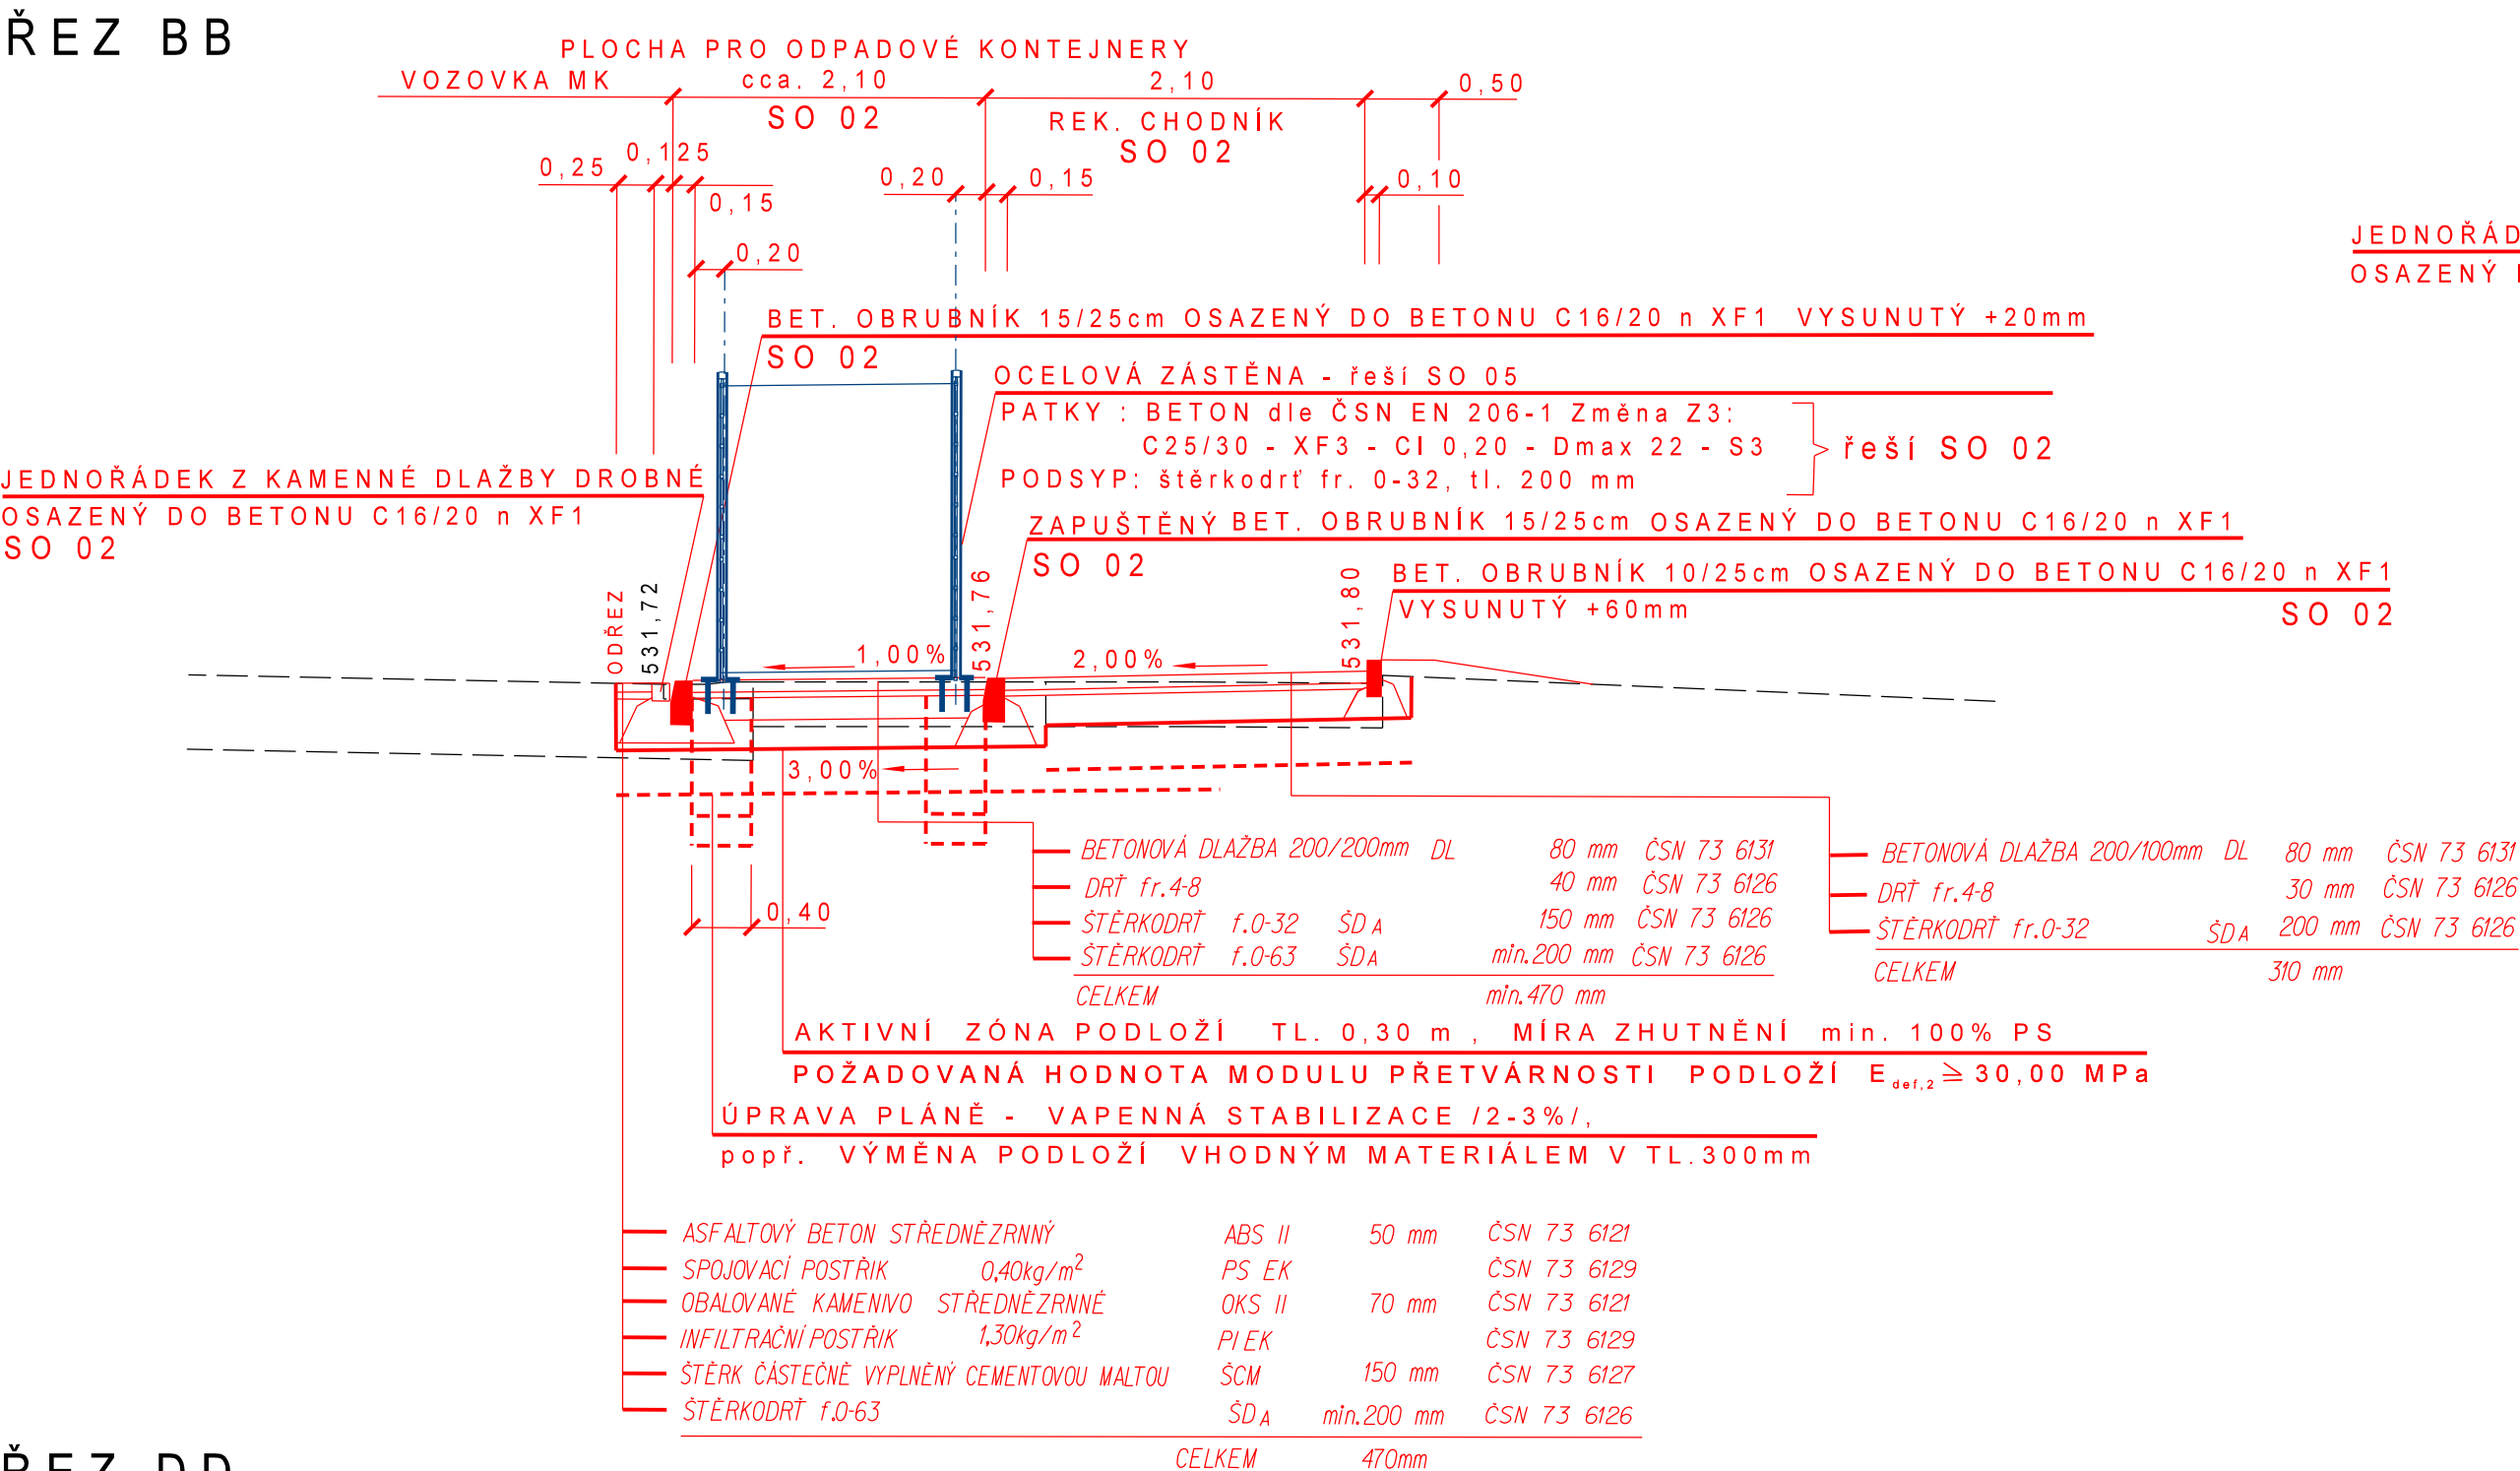 ŘEZ BB
PLOCHA PRO ODPADOVÉ KONTEJNERY
VOZOVKA MK
cca. 2,10
2,10
0,50
SO 02
REK. CHODNÍK
SO 02
0,25
0,125
0,15
0,20
0,15
0,10
0,20
JEDNOŘÁD
OSAZENÝ
BET. OBRUBNÍK 15/25cm OSAZENÝ DO BETONU C16/20 n XF1 VYSUNUTÝ +20mm
SO 02
OCELOVÁ ZÁSTĚNA - řeší SO 05
PATKY : BETON dle ČSN EN 206-1 Změna Z3:
C25/30 - XF3 - Cl 0,20 - Dmax 22 - S3
řeší SO 02
PODSYP: štěrkodrť fr. 0-32, tl. 200 mm
JEDNOŘÁDEK Z KAMENNÉ DLAŽBY DROBNÉ
OSAZENÝ DO BETONU C16/20 n XF1
SO 02
ZAPUŠTĚNÝ BET. OBRUBNÍK 15/25cm OSAZENÝ DO BETONU C16/20 n XF1
SO 02
BET. OBRUBNÍK 10/25cm OSAZENÝ DO BETONU C16/20 n XF1
VYSUNUTÝ +60mm
SO 02
ODŘEZ
531,72
531,76
531,80
1,00%
2,00%
3,00%
0,40
BETONOVÁ DLAŽBA 200/200mm DL 80 mm ČSN 73 6131
DRŤ fr.4-8 40 mm ČSN 73 6126
ŠTĚRKODRŤ f.0-32 ŠDA 150 mm ČSN 73 6126
ŠTĚRKODRŤ f.0-63 ŠDA min.200 mm ČSN 73 6126
CELKEM min.470 mm
BETONOVÁ DLAŽBA 200/100mm DL 80 mm ČSN 73 6131
DRŤ fr.4-8 30 mm ČSN 73 6126
ŠTĚRKODRŤ fr.0-32 ŠDA 200 mm ČSN 73 6126
CELKEM 310 mm
AKTIVNÍ ZÓNA PODLOŽÍ TL. 0,30 m , MÍRA ZHUTNĚNÍ min. 100% PS
POŽADOVANÁ HODNOTA MODULU PŘETVÁRNOSTI PODLOŽÍ Edef,2 ≧ 30,00 MPa
ÚPRAVA PLÁNĚ - VAPENNÁ STABILIZACE /2-3%/,
popř. VÝMĚNA PODLOŽÍ VHODNÝM MATERIÁLEM V TL.300mm
ASFALTOVÝ BETON STŘEDNĚZRNNÝ ABS II 50 mm ČSN 73 6121
SPOJOVACÍ POSTŘIK 0,40kg/m² PS EK ČSN 73 6129
OBALOVANÉ KAMENIVO STŘEDNĚZRNNÉ OKS II 70 mm ČSN 73 6121
INFILTRAČNÍ POSTŘIK 1,30kg/m² PI EK ČSN 73 6129
ŠTĚRK ČÁSTEČNĚ VYPLNĚNÝ CEMENTOVOU MALTOU ŠCM 150 mm ČSN 73 6127
ŠTĚRKODRŤ f.0-63 ŠDA min.200 mm ČSN 73 6126
CELKEM 470mm
ŘEZ DD